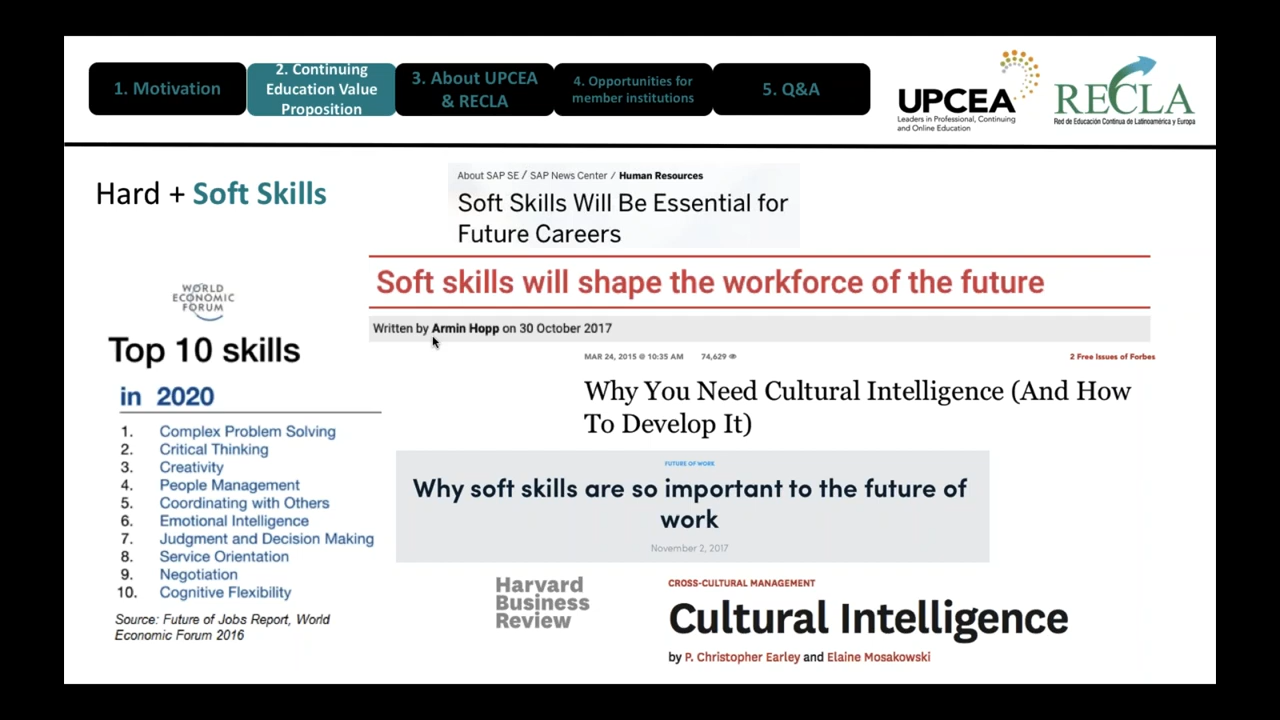 1. Motivation
2. Continuing
Education Value
Proposition
3. About UPCEA
& RECLA
4. Opportunities for
member institutions
5. Q&A
UPCEA
Leaders in Professional, Continuing
and Online Education
RECLA
Red de Educación Continua de Latinoamérica y Europa
Hard + Soft Skills
About SAP SE / SAP News Center / Human Resources
Soft Skills Will Be Essential for
Future Careers
Soft skills will shape the workforce of the future
Written by Armin Hopp on 30 October 2017
MAR 24, 2015 @ 10:35 AM 74,629
2 Free Issues of Forbes
Why You Need Cultural Intelligence (And How
To Develop It)
FUTURE OF WORK
Why soft skills are so important to the future of
work
November 2, 2017
Harvard
Business
Review
CROSS-CULTURAL MANAGEMENT
Cultural Intelligence
by P. Christopher Earley and Elaine Mosakowski
WORLD
ECONOMIC
FORUM
Top 10 skills
in 2020
1. Complex Problem Solving
2. Critical Thinking
3. Creativity
4. People Management
5. Coordinating with Others
6. Emotional Intelligence
7. Judgment and Decision Making
8. Service Orientation
9. Negotiation
10. Cognitive Flexibility
Source: Future of Jobs Report, World
Economic Forum 2016